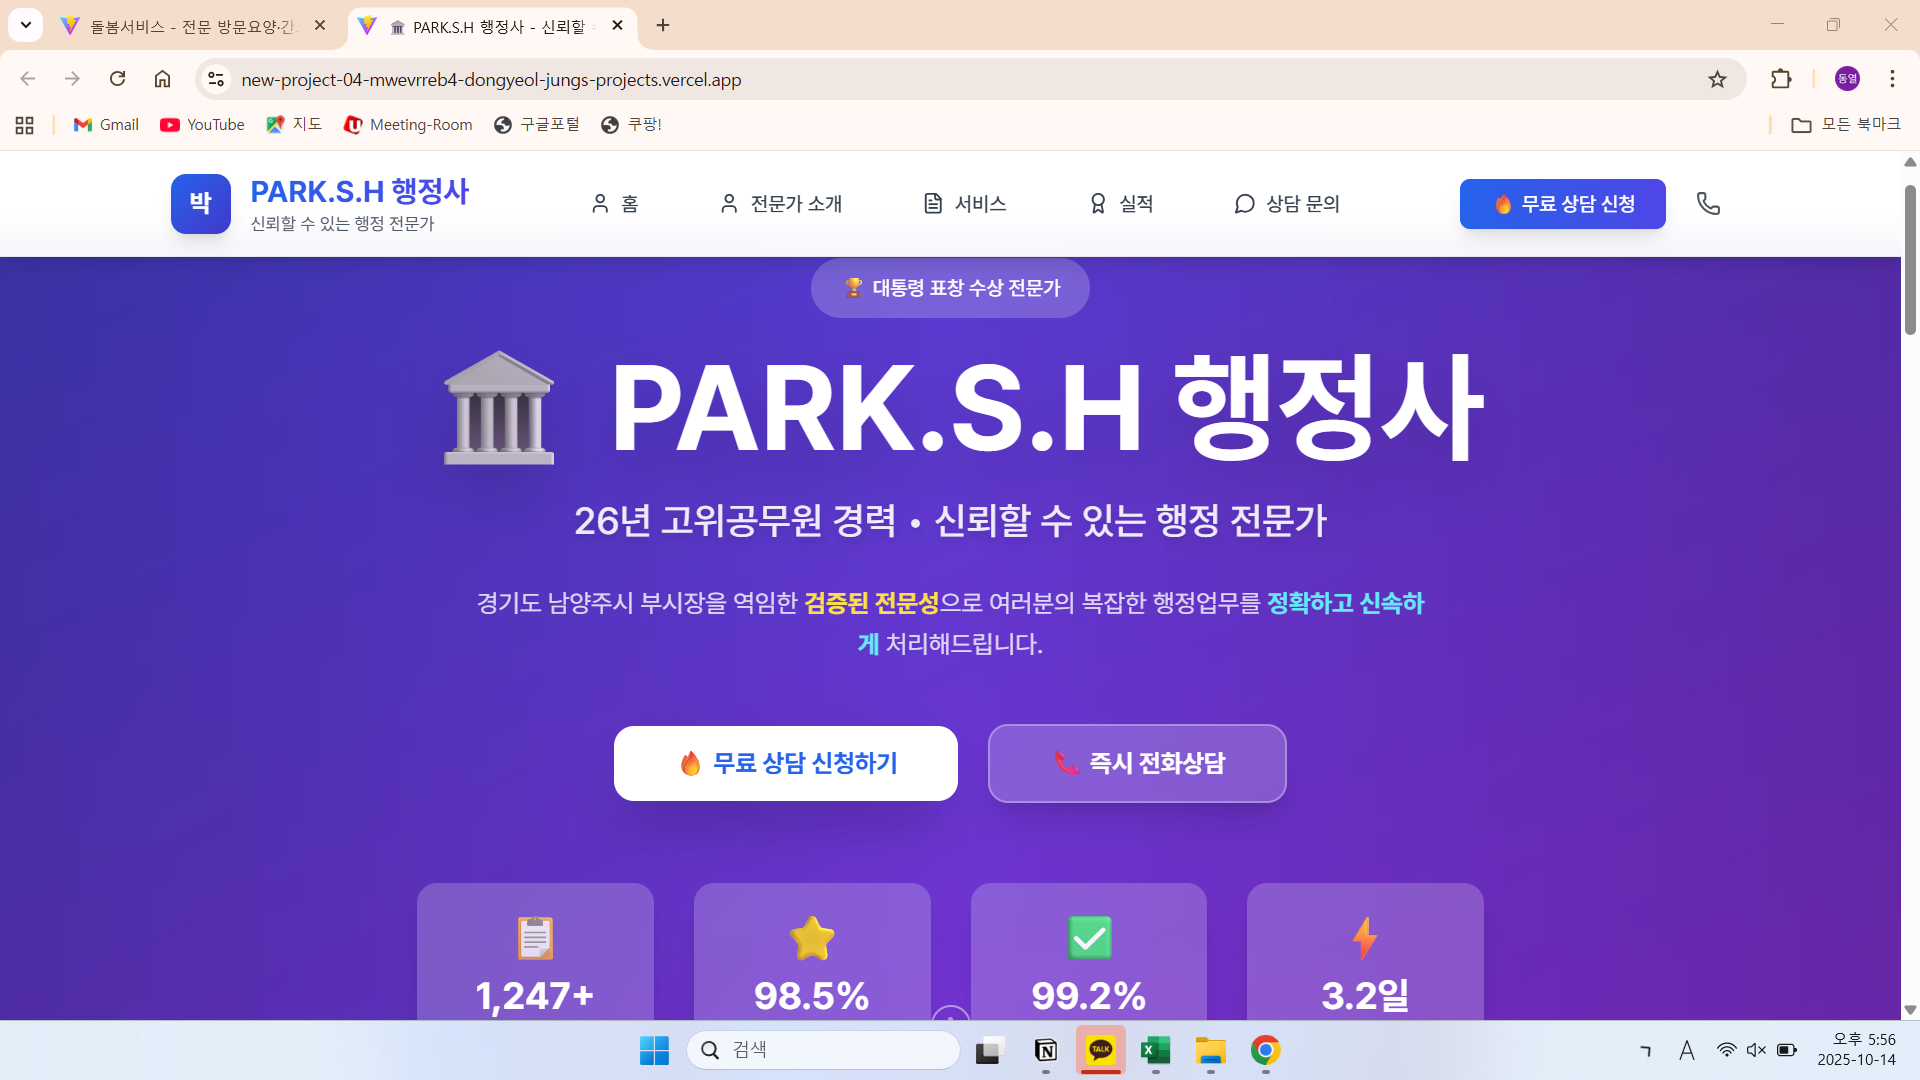 돌봄서비스 - 전문 방문요양·간
PARK.S.H 행정사 - 신뢰할
new-project-04-mwevrreb4-dongyeol-jungs-projects.vercel.app
동열
Gmail
YouTube
지도
Meeting-Room
구글포털
쿠팡!
모든 북마크
박
PARK.S.H 행정사
신뢰할 수 있는 행정 전문가
홈
전문가 소개
서비스
실적
상담 문의
무료 상담 신청
대통령 표창 수상 전문가
PARK.S.H 행정사
26년 고위공무원 경력 • 신뢰할 수 있는 행정 전문가
경기도 남양주시 부시장을 역임한 검증된 전문성으로 여러분의 복잡한 행정업무를 정확하고 신속하
게 처리해드립니다.
무료 상담 신청하기
즉시 전화상담
1,247+
98.5%
99.2%
3.2일
검색
TALK
A
오후 5:56
2025-10-14